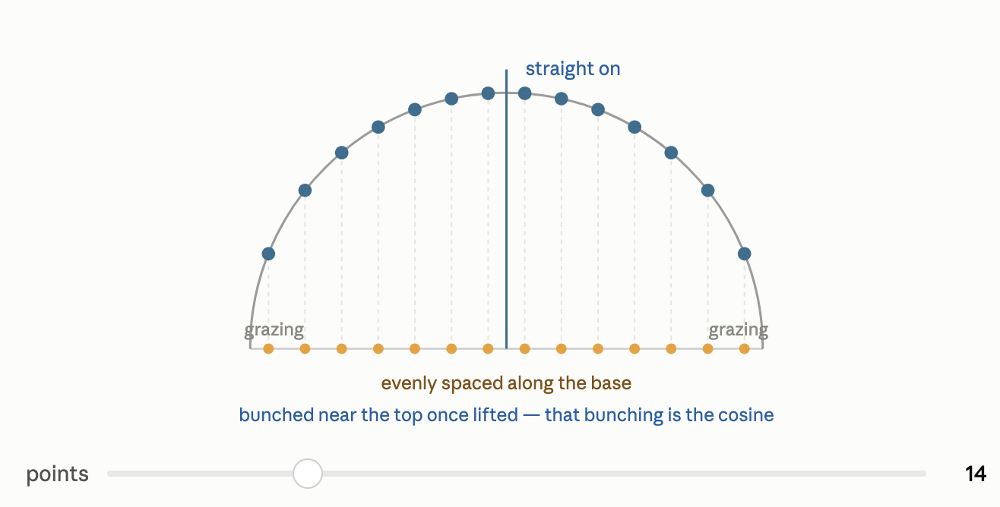 straight on
grazing
grazing
evenly spaced along the base
bunched near the top once lifted — that bunching is the cosine
points
14